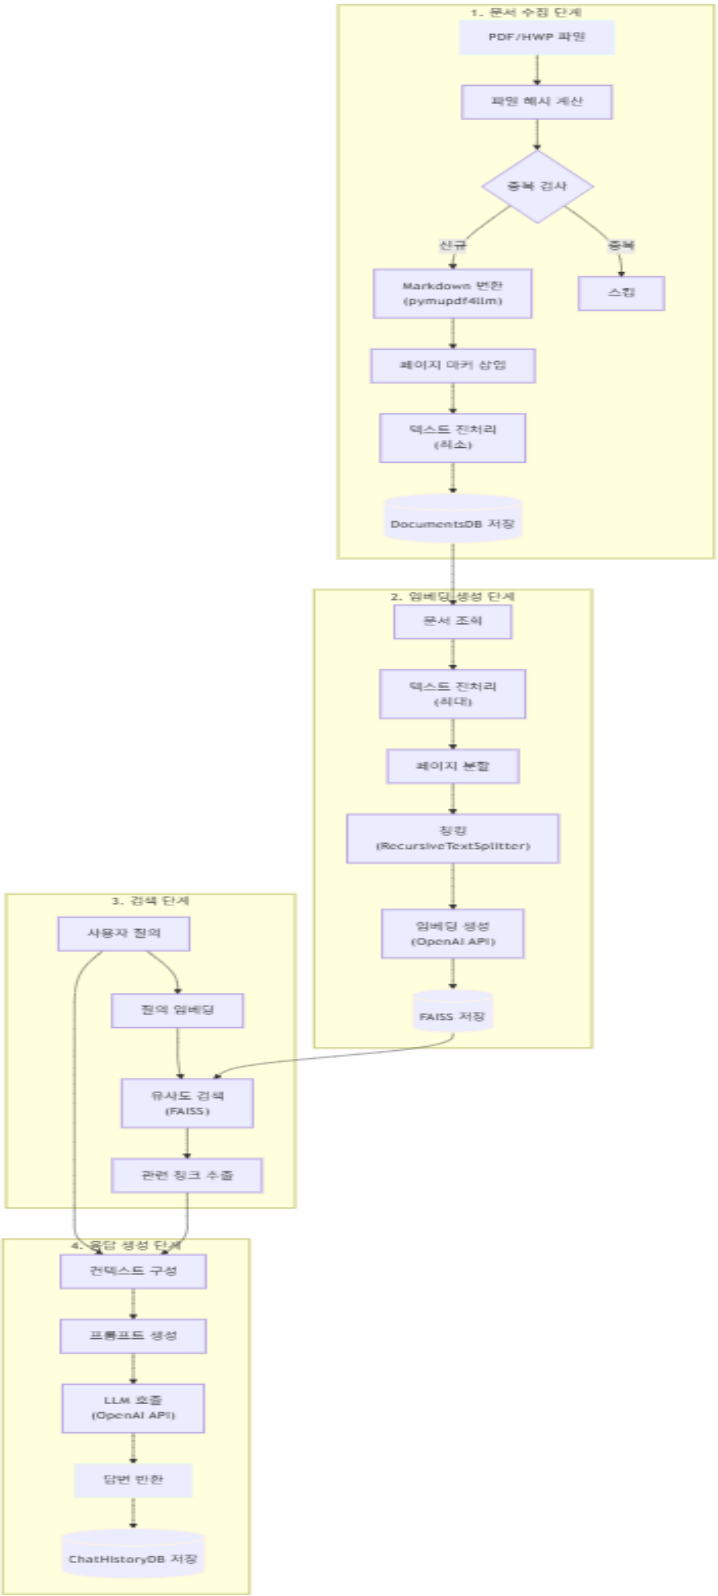 1. 문서 수집 단계
PDF/HWP 파일
파일 해시 계산
중복 검사
신규
중복
Markdown 변환
(pymupdf4llm)
스킵
페이지 마커 삽입
텍스트 전처리
(최소)
DocumentsDB 저장
2. 임베딩 생성 단계
문서 조회
텍스트 전처리
(최대)
페이지 분할
청킹
(RecursiveTextSplitter)
임베딩 생성
(OpenAI API)
FAISS 저장
3. 검색 단계
사용자 질의
질의 임베딩
유사도 검색
(FAISS)
관련 청크 추출
4. 응답 생성 단계
컨텍스트 구성
프롬프트 생성
LLM 호출
(OpenAI API)
답변 반환
ChatHistoryDB 저장